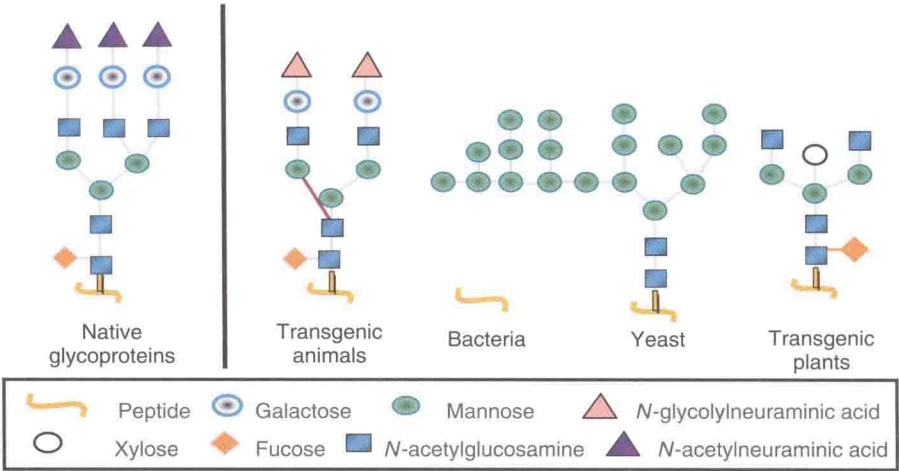 Native
glycoproteins
Transgenic
animals
Bacteria
Yeast
Transgenic
plants
Peptide
Galactose
Mannose
N-glycolylneuraminic acid
Xylose
Fucose
N-acetylglucosamine
N-acetylneuraminic acid